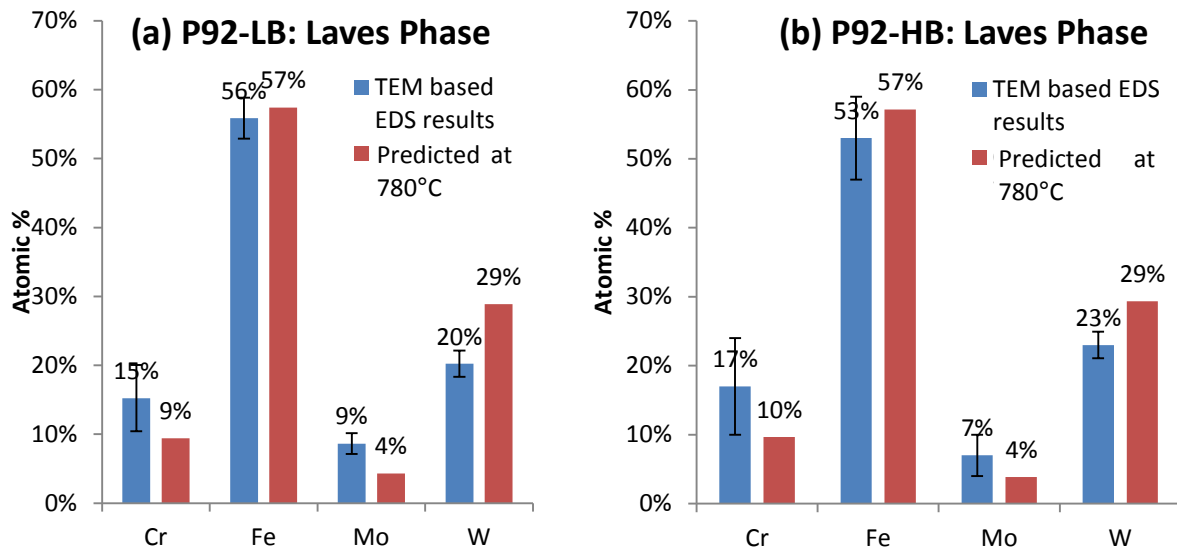 (a) P92-LB: Laves Phase
Atomic %
70%
60%
50%
40%
30%
20%
10%
0%
TEM based
EDS results
Predicted at
780°C
15%
9%
56%
57%
9%
4%
20%
29%
Cr Fe Mo W
(b) P92-HB: Laves Phase
Atomic %
70%
60%
50%
40%
30%
20%
10%
0%
TEM based EDS
results
Predicted at
780°C
17%
10%
53%
57%
7%
4%
23%
29%
Cr Fe Mo W